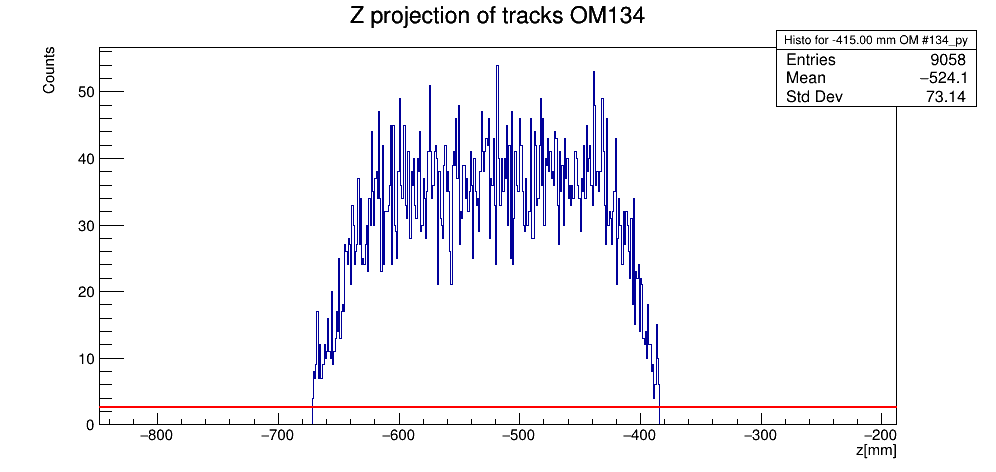 Z projection of tracks OM134
Histo for -415.00 mm OM #134_py
Entries 9058
Mean −524.1
Std Dev 73.14
Counts
50
40
30
20
10
0
−800 −700 −600 −500 −400 −300 −200
z[mm]